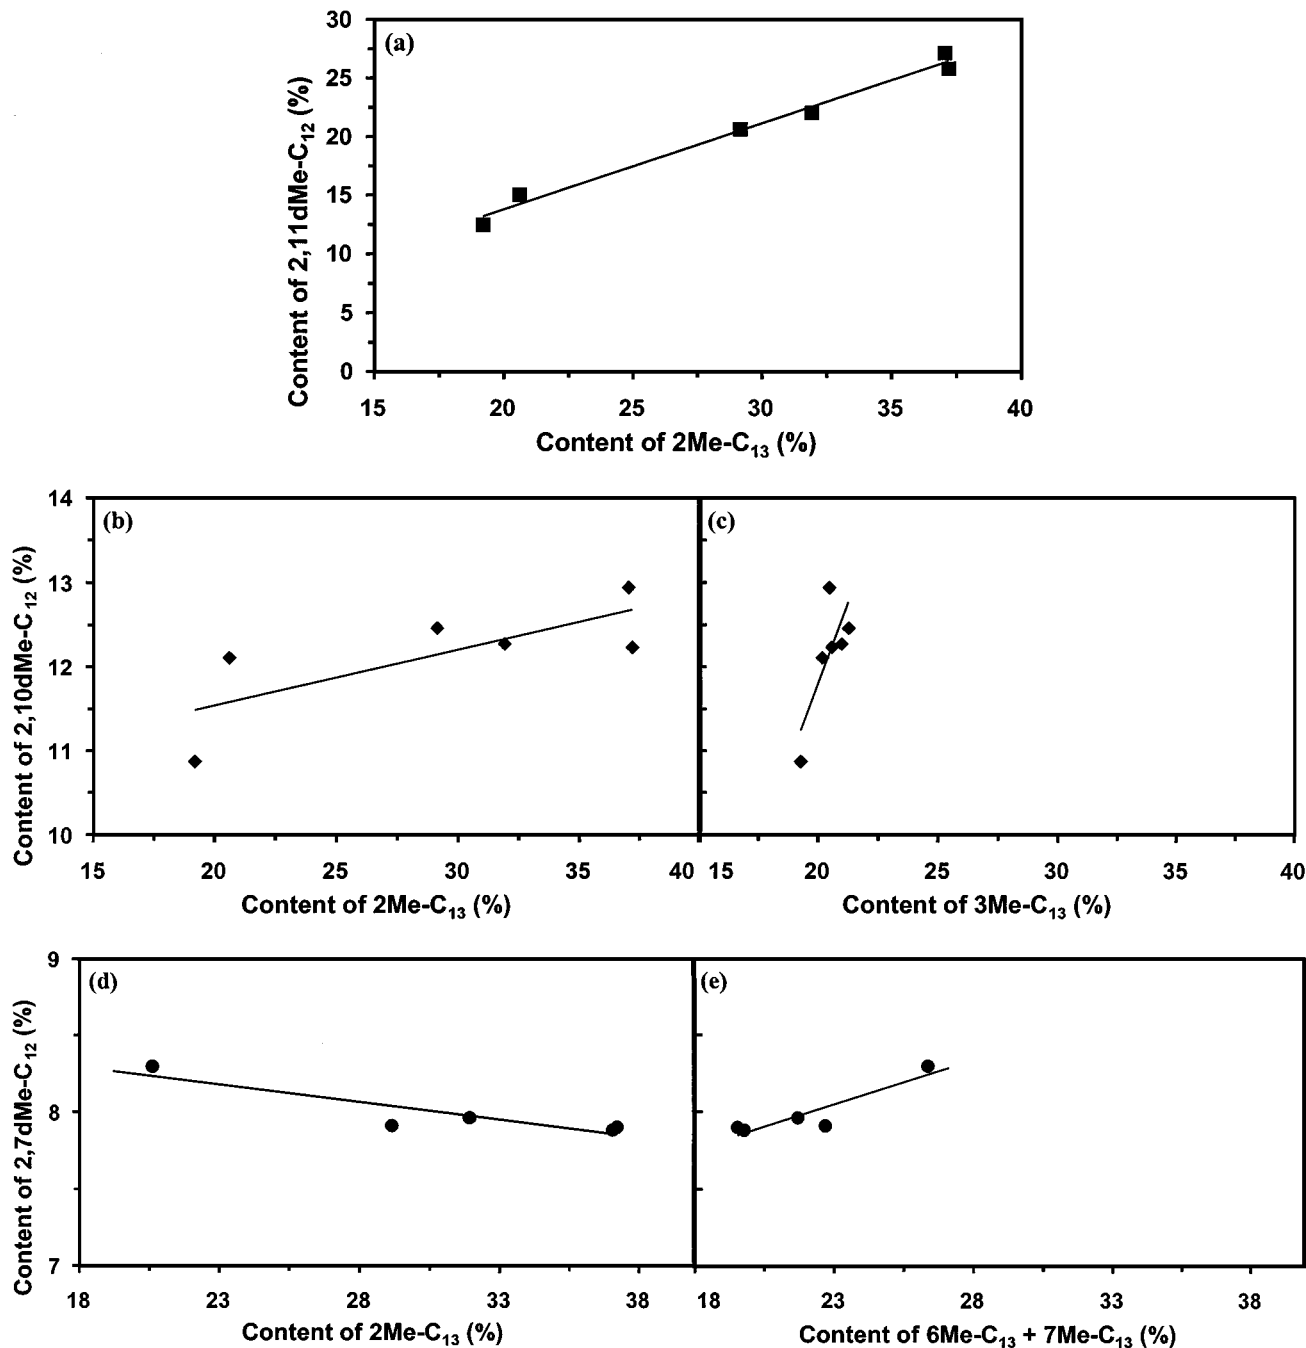 (a)
Content of 2,11dMe-C12 (%)
30
25
20
15
10
5
0
15 20 25 30 35 40
Content of 2Me-C13 (%)
(b)
Content of 2,10dMe-C12 (%)
14
13
12
11
10
15 20 25 30 35 40
Content of 2Me-C13 (%)
(c)
15 20 25 30 35 40
Content of 3Me-C13 (%)
(d)
Content of 2,7dMe-C12 (%)
9
8
7
18 23 28 33 38
Content of 2Me-C13 (%)
(e)
18 23 28 33 38
Content of 6Me-C13 + 7Me-C13 (%)